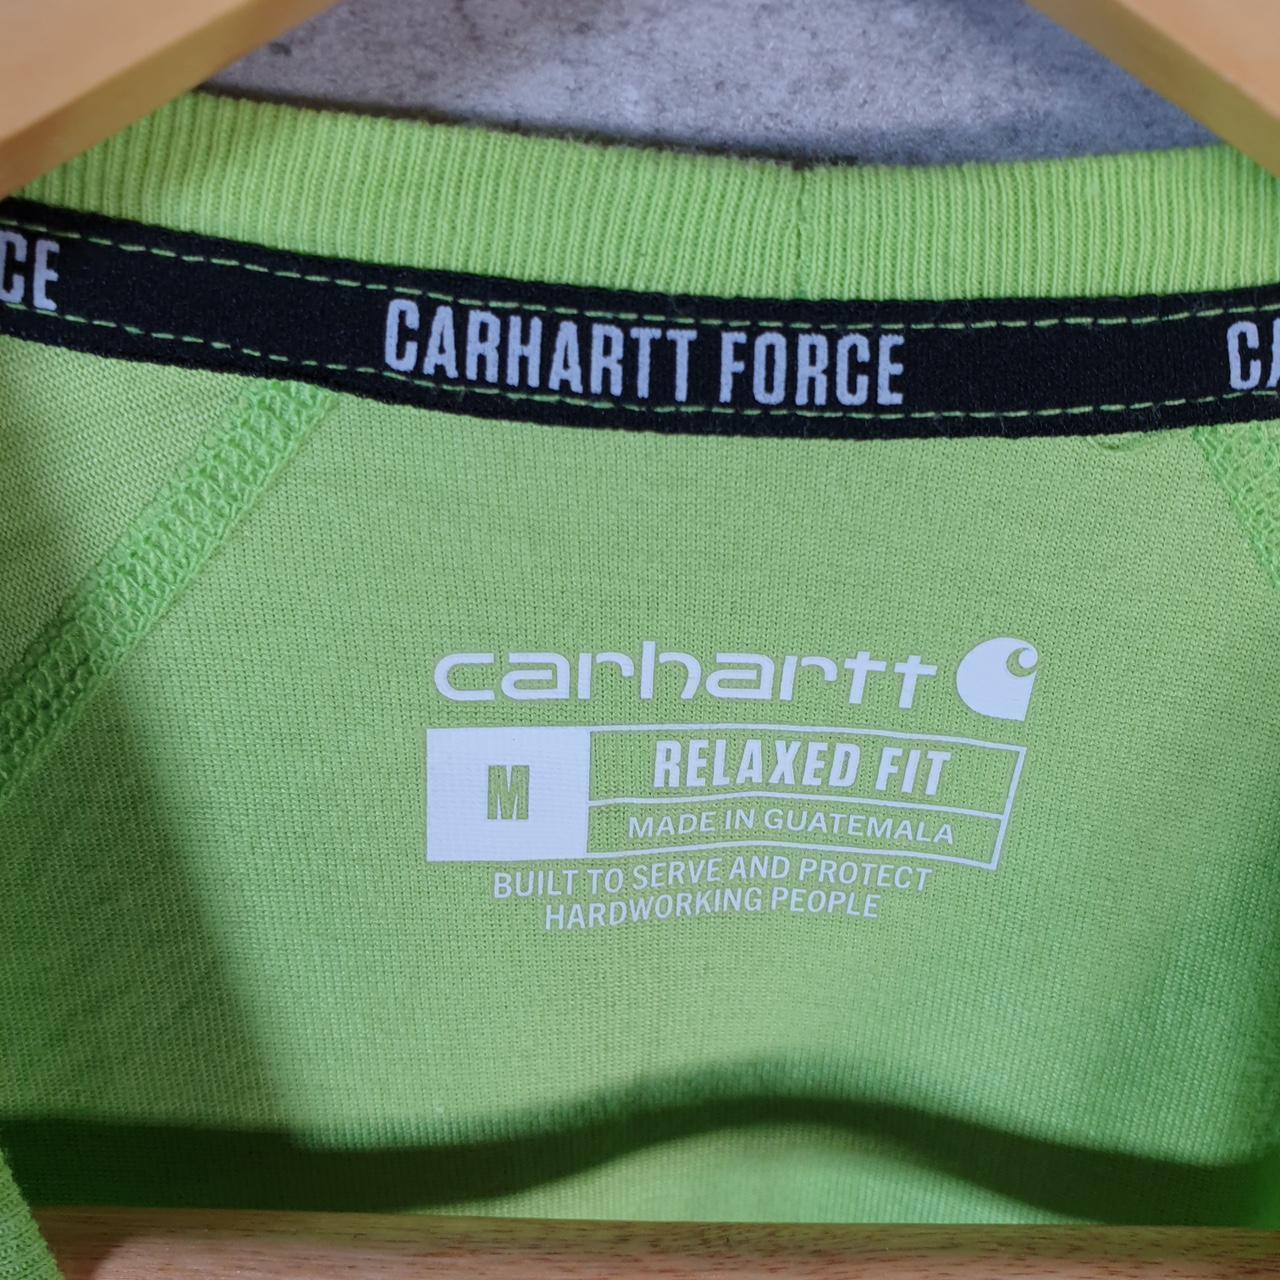 CE CARHARTT FORCE CA
carhartt
M RELAXED FIT
MADE IN GUATEMALA
BUILT TO SERVE AND PROTECT
HARDWORKING PEOPLE